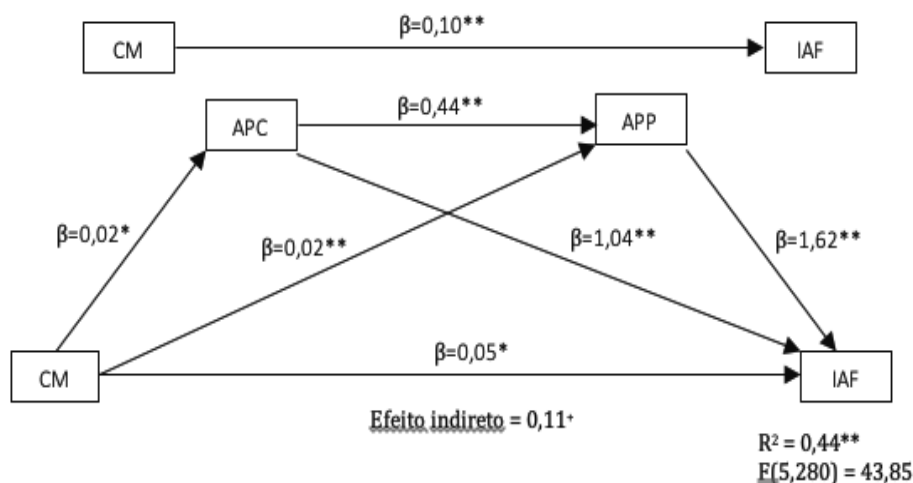 β=0,10**
CM
IAF
β=0,44**
APC
APP
β=0,02*
β=0,02**
β=1,04**
β=1,62**
β=0,05*
CM
IAF
Efeito indireto = 0,11⁺
R² = 0,44**
F(5,280) = 43,85